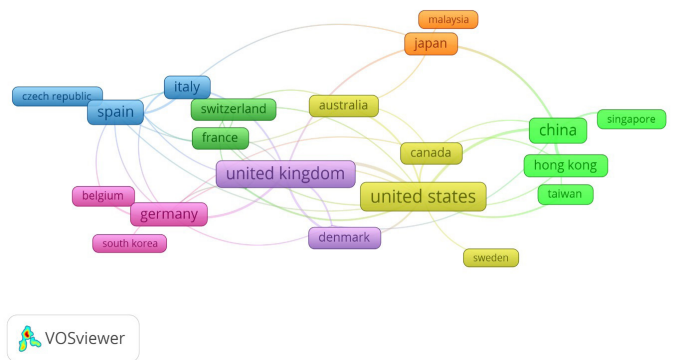 malaysia
japan
italy
czech republic
spain
switzerland
australia
singapore
china
france
canada
hong kong
united kingdom
belgium
united states
taiwan
germany
south korea
denmark
sweden
VOSviewer